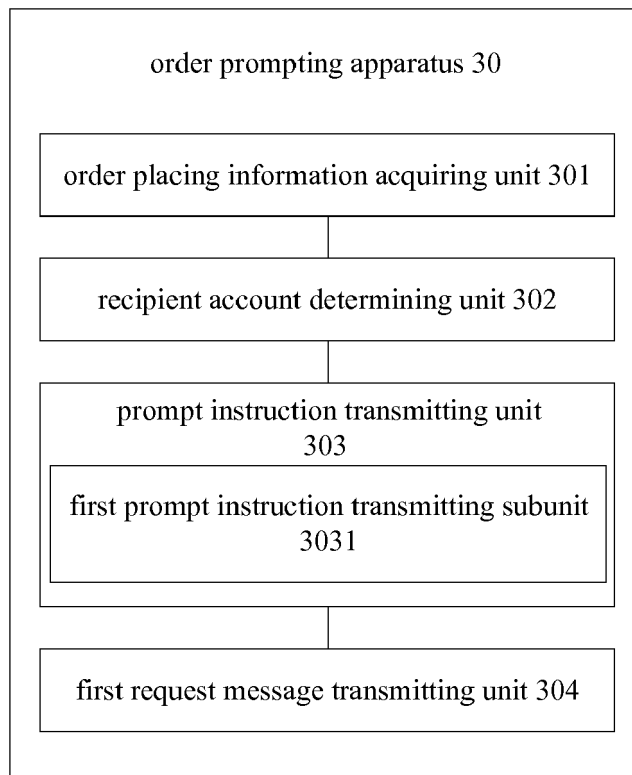 order prompting apparatus 30
order placing information acquiring unit 301
recipient account determining unit 302
prompt instruction transmitting unit
303
first prompt instruction transmitting subunit
3031
first request message transmitting unit 304